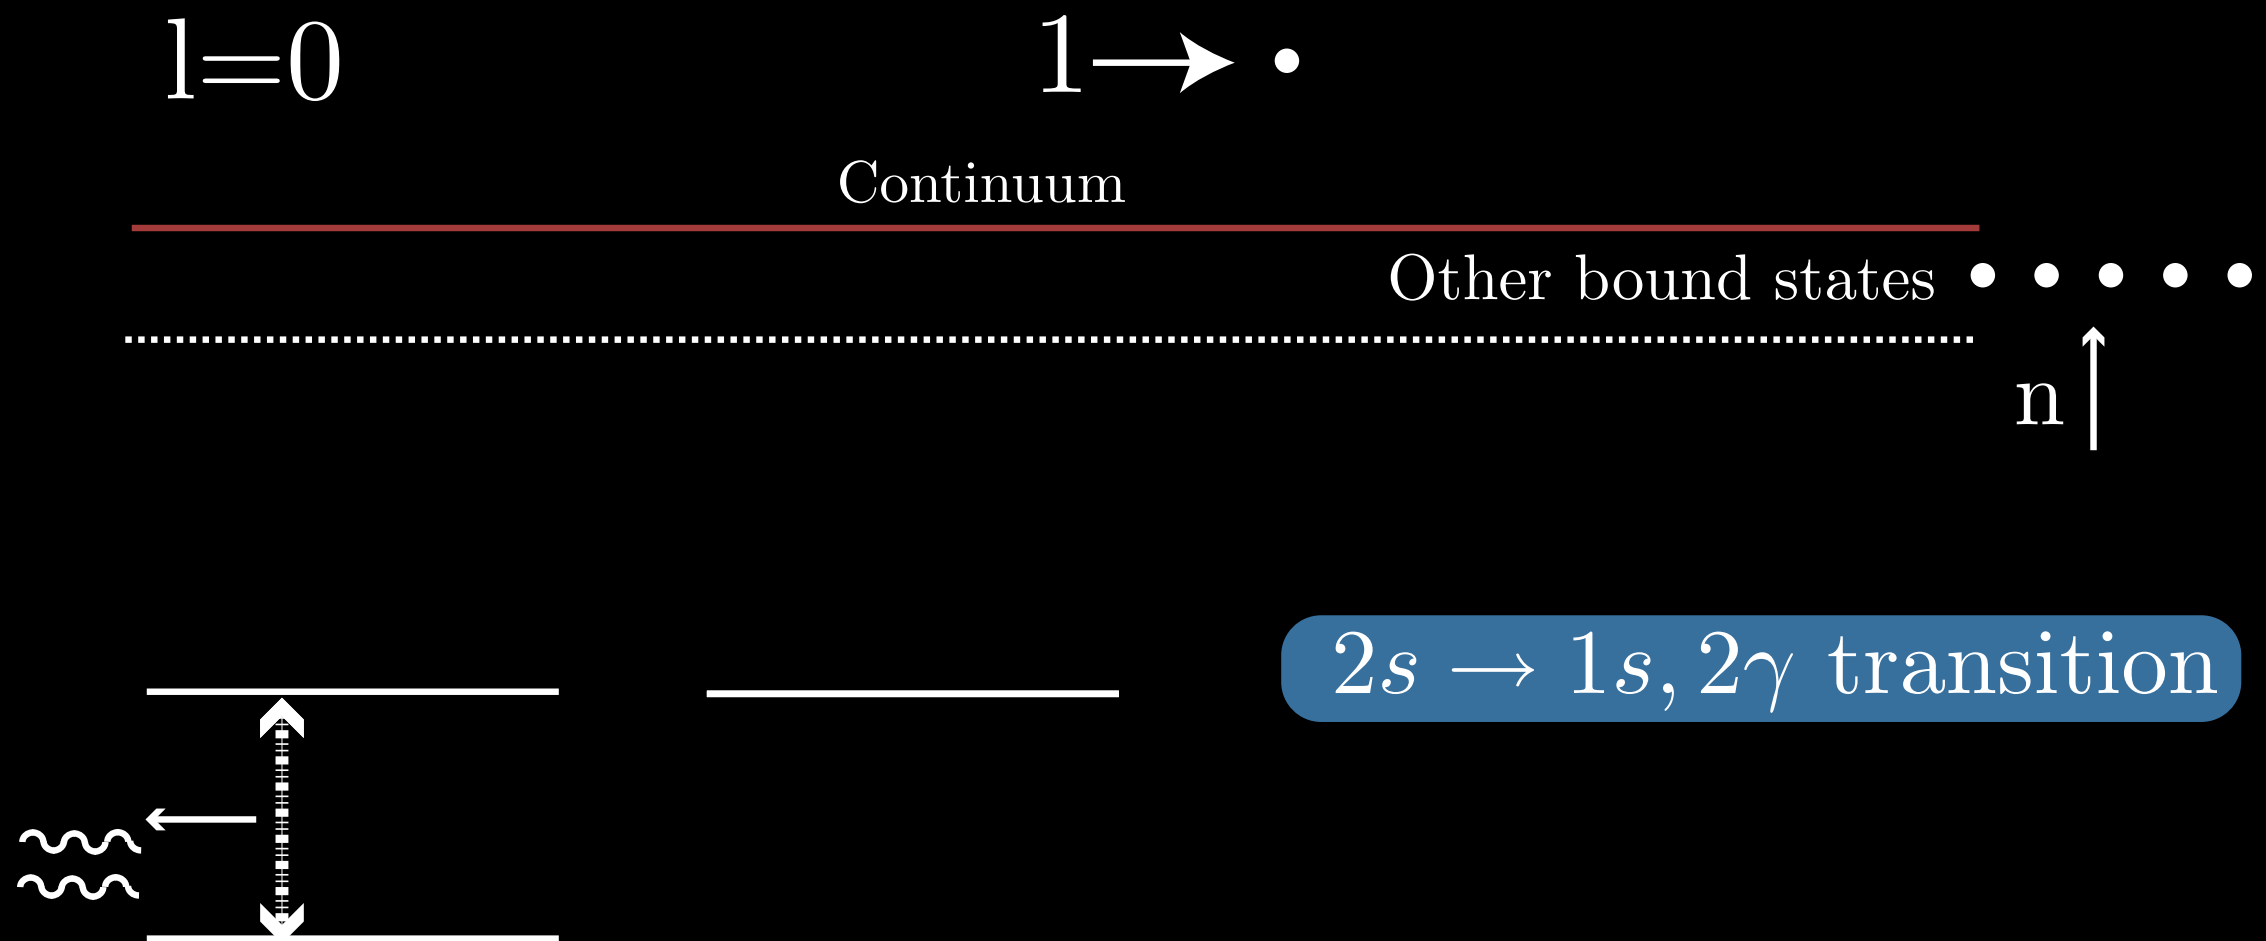 l=0
1
Continuum
Other bound states
n
2s → 1s, 2γ transition